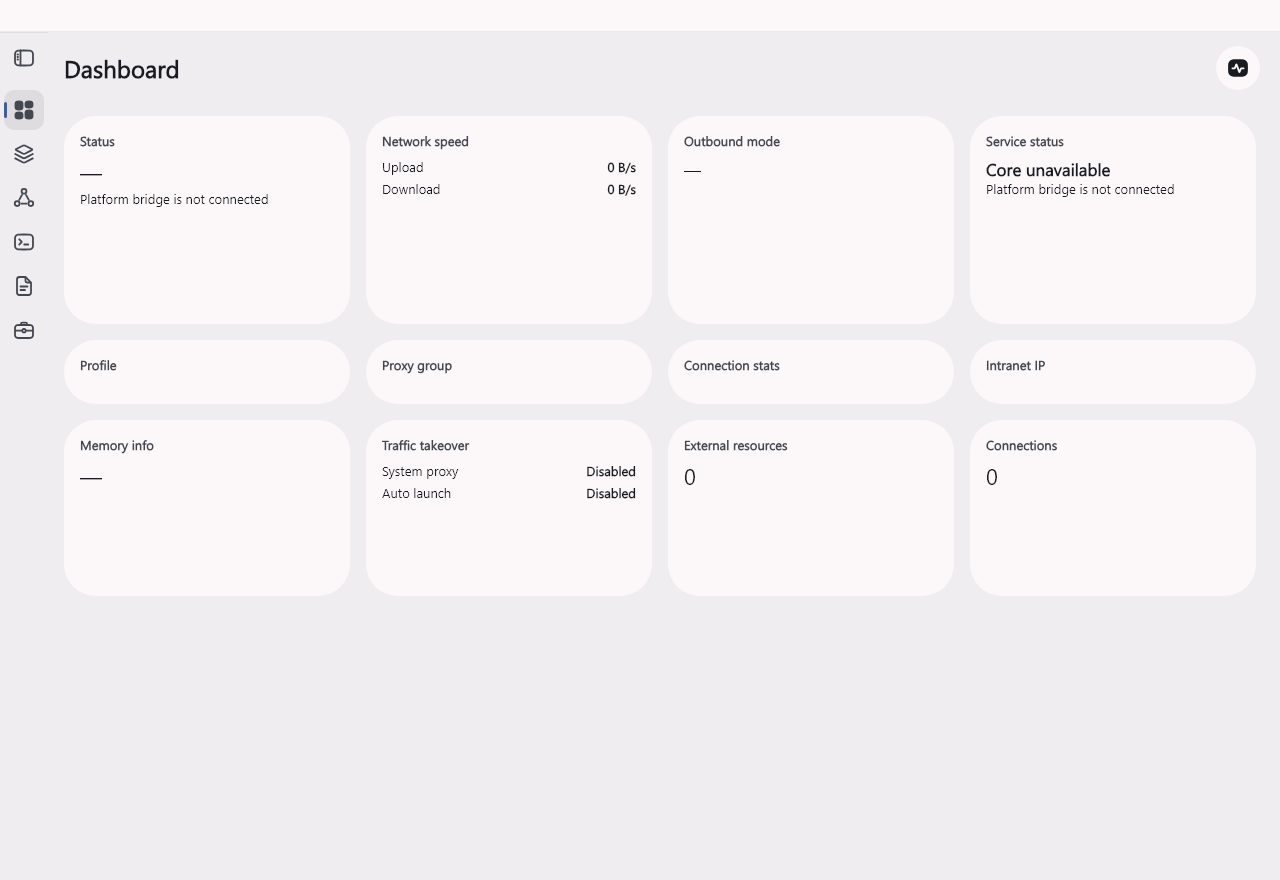 Dashboard
Status
—
Platform bridge is not connected
Network speed
Upload 0 B/s
Download 0 B/s
Outbound mode
—
Service status
Core unavailable
Platform bridge is not connected
Profile
Proxy group
Connection stats
Intranet IP
Memory info
—
Traffic takeover
System proxy Disabled
Auto launch Disabled
External resources
0
Connections
0